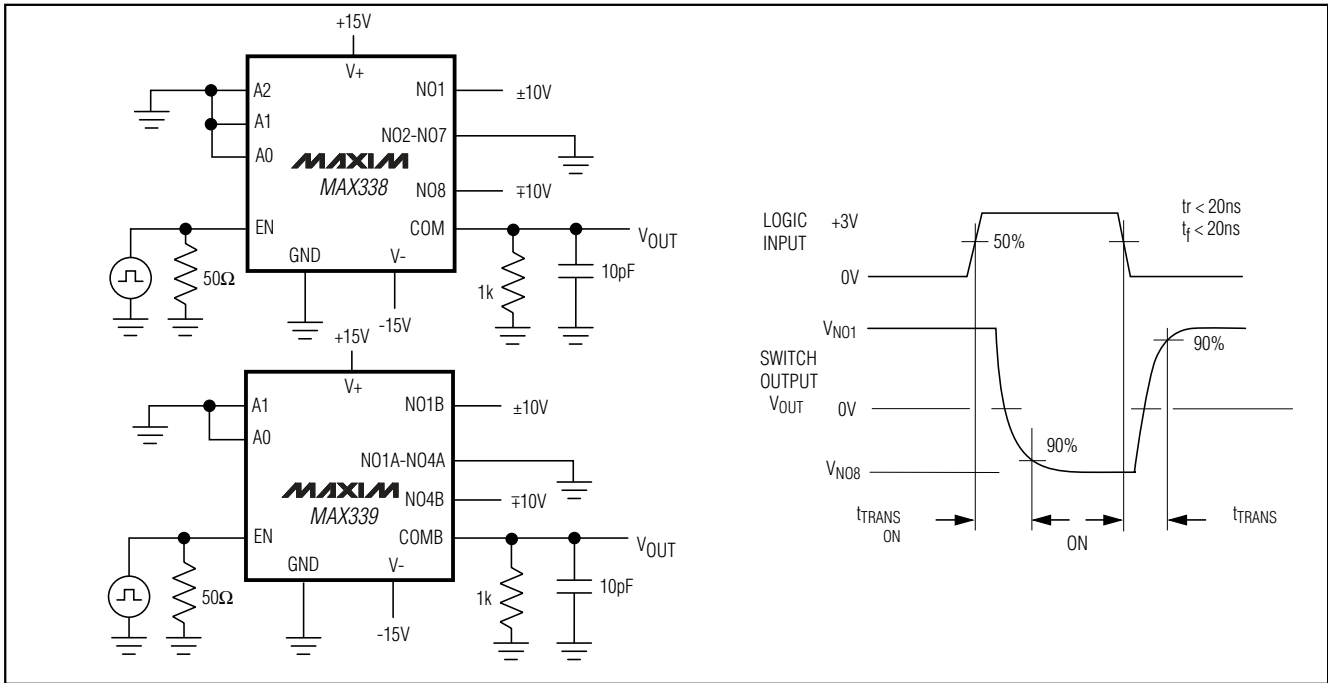 +15V
V+
A2
NO1
±10V
A1
NO2-NO7
A0
MAXIM
MAX338
NO8
∓10V
EN
COM
VOUT
GND
V-
50Ω
1k
10pF
-15V
+15V
V+
A1
NO1B
±10V
A0
NO1A-NO4A
MAXIM
MAX339
NO4B
∓10V
EN
COMB
VOUT
GND
V-
50Ω
1k
10pF
-15V
LOGIC
INPUT
+3V
50%
0V
tr < 20ns
tf < 20ns
VNO1
90%
SWITCH
OUTPUT
VOUT
0V
90%
VNO8
tTRANS
ON
ON
tTRANS